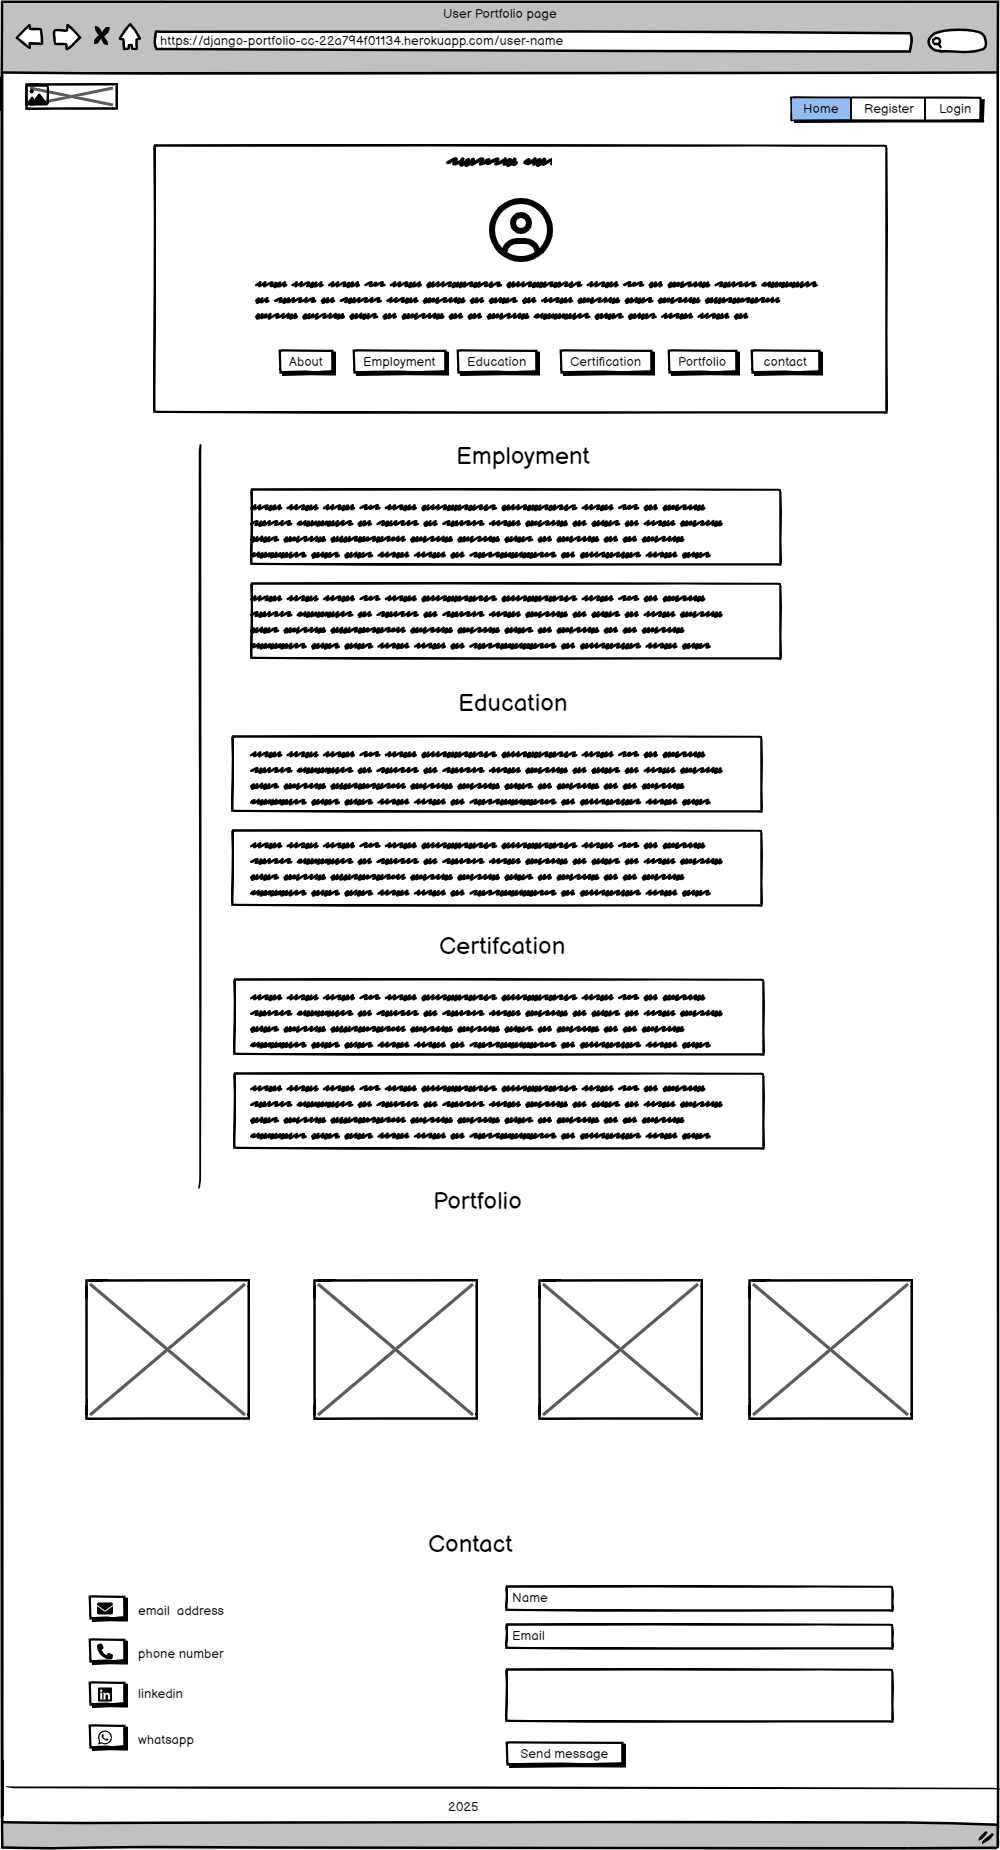 User Portfolio page
https://django-portfolio-cc-22a794f01134.herokuapp.com/user-name
Home Register Login
About Employment Education Certification Portfolio contact
Employment
Education
Certifcation
Portfolio
Contact
email address
phone number
linkedin
whatsapp
Name
Email
Send message
2025